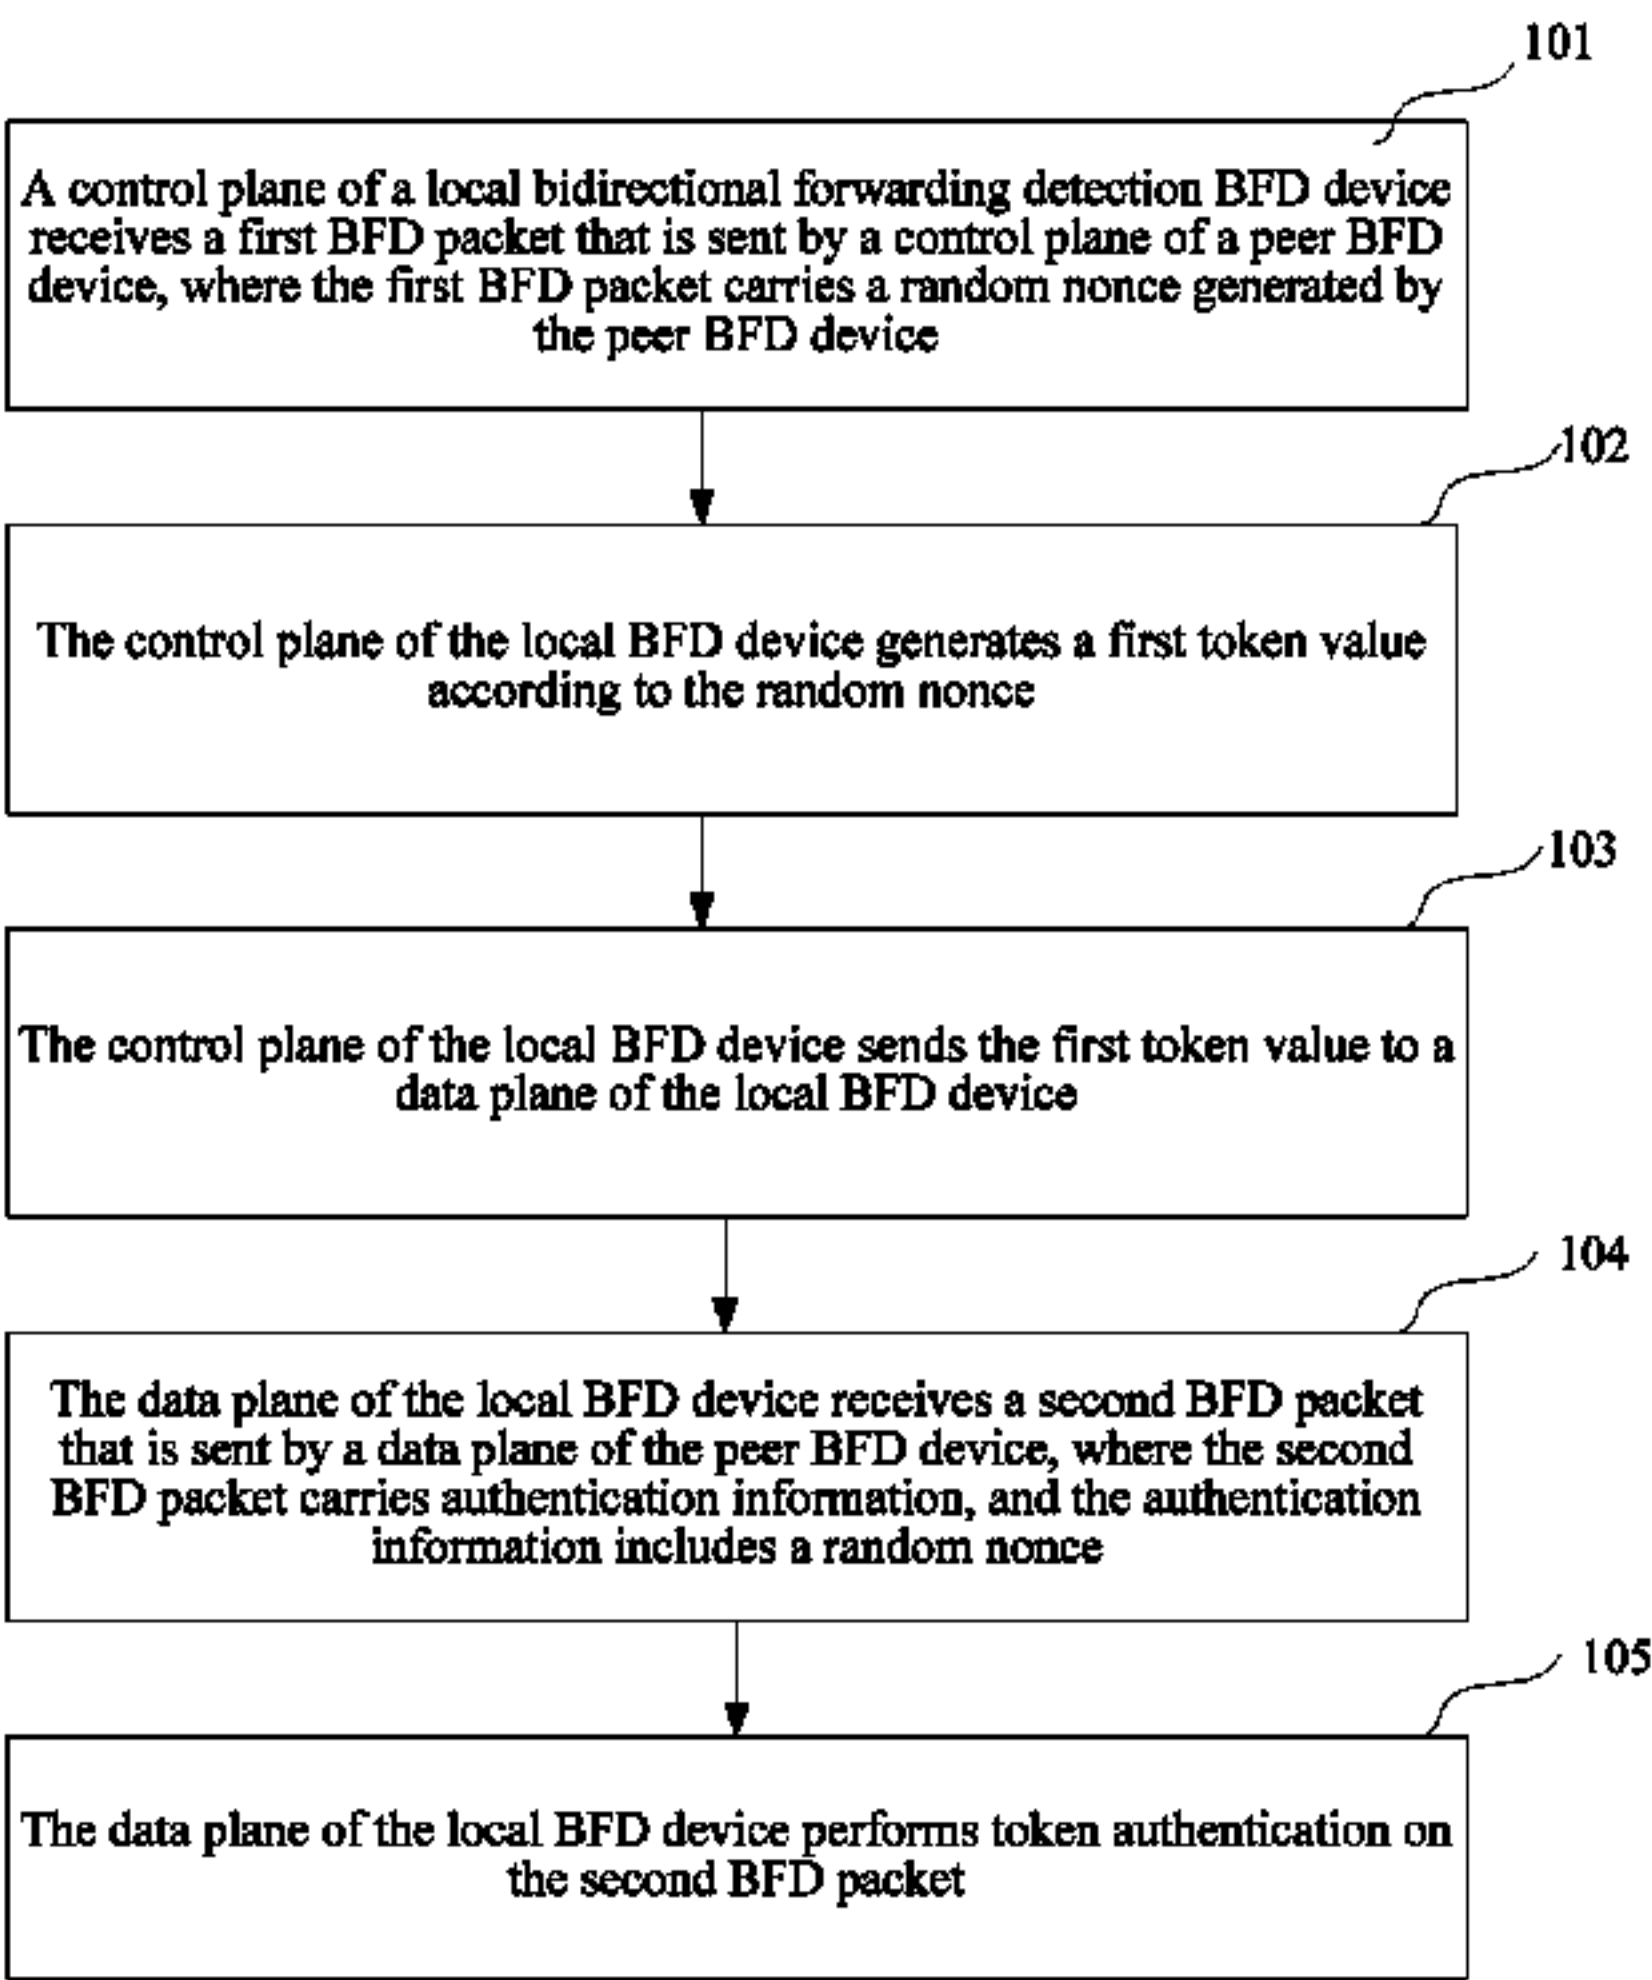 101
A control plane of a local bidirectional forwarding detection BFD device
receives a first BFD packet that is sent by a control plane of a peer BFD
device, where the first BFD packet carries a random nonce generated by
the peer BFD device
102
The control plane of the local BFD device generates a first token value
according to the random nonce
103
The control plane of the local BFD device sends the first token value to a
data plane of the local BFD device
104
The data plane of the local BFD device receives a second BFD packet
that is sent by a data plane of the peer BFD device, where the second
BFD packet carries authentication information, and the authentication
information includes a random nonce
105
The data plane of the local BFD device performs token authentication on
the second BFD packet